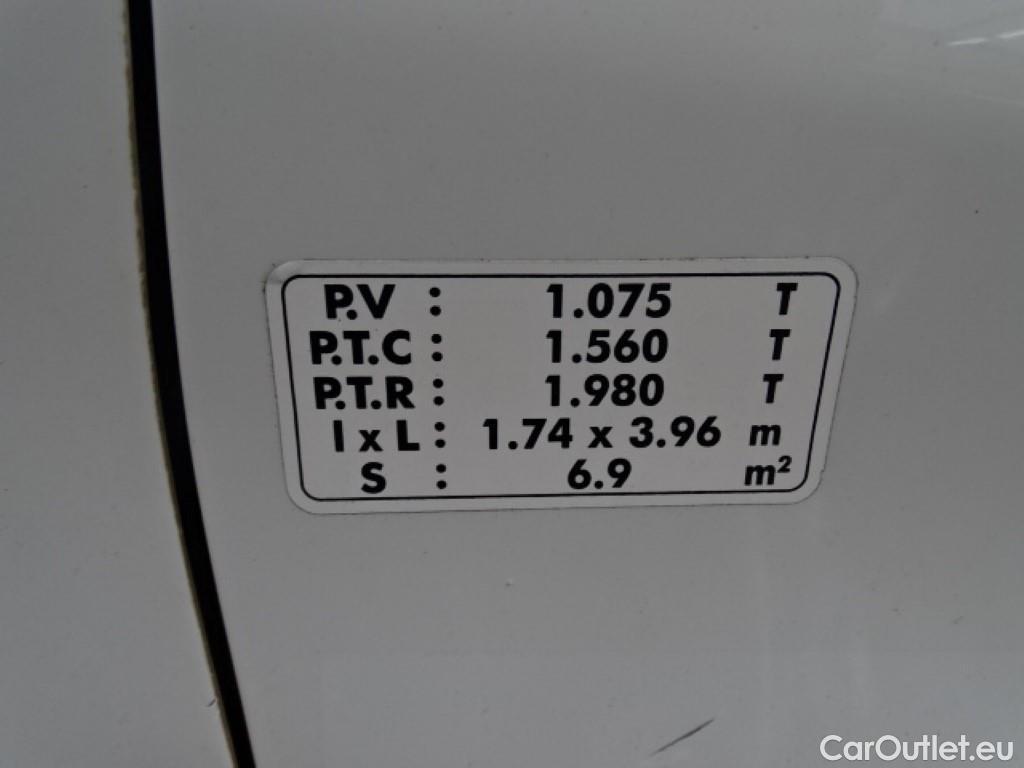 P.V : 1.075 T
P.T.C : 1.560 T
P.T.R : 1.980 T
l x L : 1.74 x 3.96 m
S : 6.9 m²
CarOutlet.eu